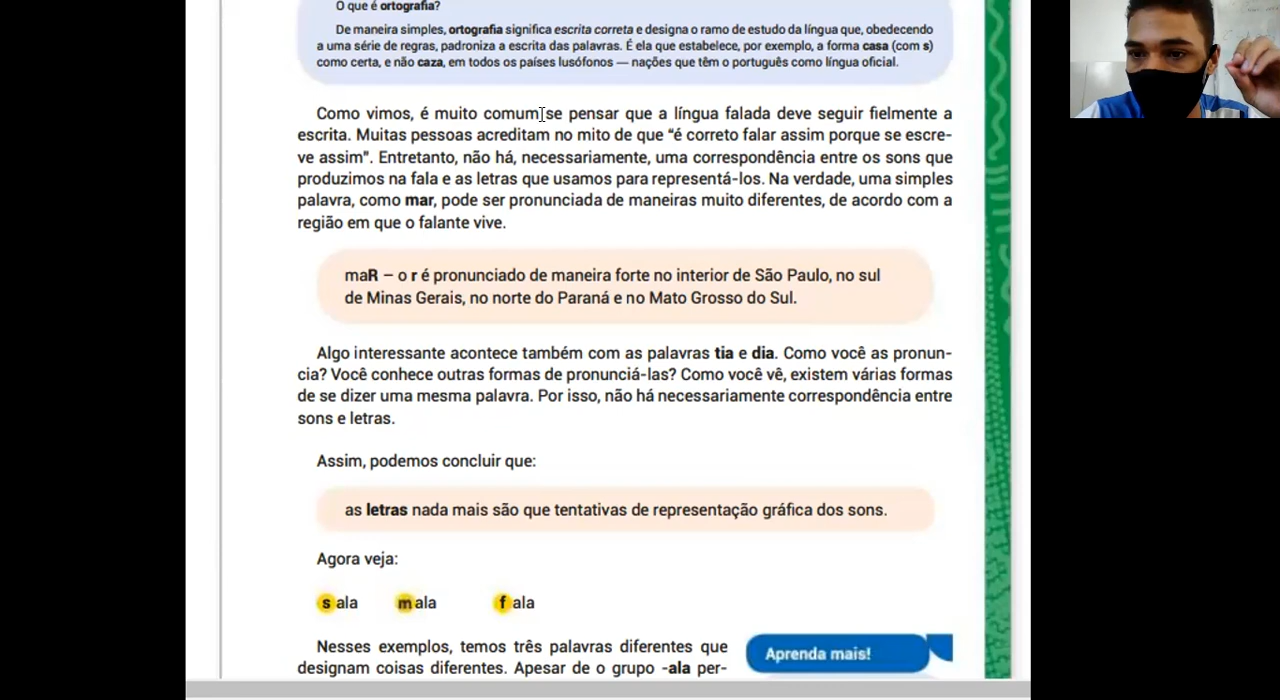 O que é ortografia?
De maneira simples, ortografia significa escrita correta e designa o ramo de estudo da língua que, obedecendo
a uma série de regras, padroniza a escrita das palavras. É ela que estabelece, por exemplo, a forma casa (com s)
como certa, e não caza, em todos os países lusófonos — nações que têm o português como língua oficial.
Como vimos, é muito comum se pensar que a língua falada deve seguir fielmente a
escrita. Muitas pessoas acreditam no mito de que “é correto falar assim porque se escre-
ve assim”. Entretanto, não há, necessariamente, uma correspondência entre os sons que
produzimos na fala e as letras que usamos para representá-los. Na verdade, uma simples
palavra, como mar, pode ser pronunciada de maneiras muito diferentes, de acordo com a
região em que o falante vive.
maR – o r é pronunciado de maneira forte no interior de São Paulo, no sul
de Minas Gerais, no norte do Paraná e no Mato Grosso do Sul.
Algo interessante acontece também com as palavras tia e dia. Como você as pronun-
cia? Você conhece outras formas de pronunciá-las? Como você vê, existem várias formas
de se dizer uma mesma palavra. Por isso, não há necessariamente correspondência entre
sons e letras.
Assim, podemos concluir que:
as letras nada mais são que tentativas de representação gráfica dos sons.
Agora veja:
sala mala fala
Nesses exemplos, temos três palavras diferentes que
designam coisas diferentes. Apesar de o grupo -ala per-
Aprenda mais!